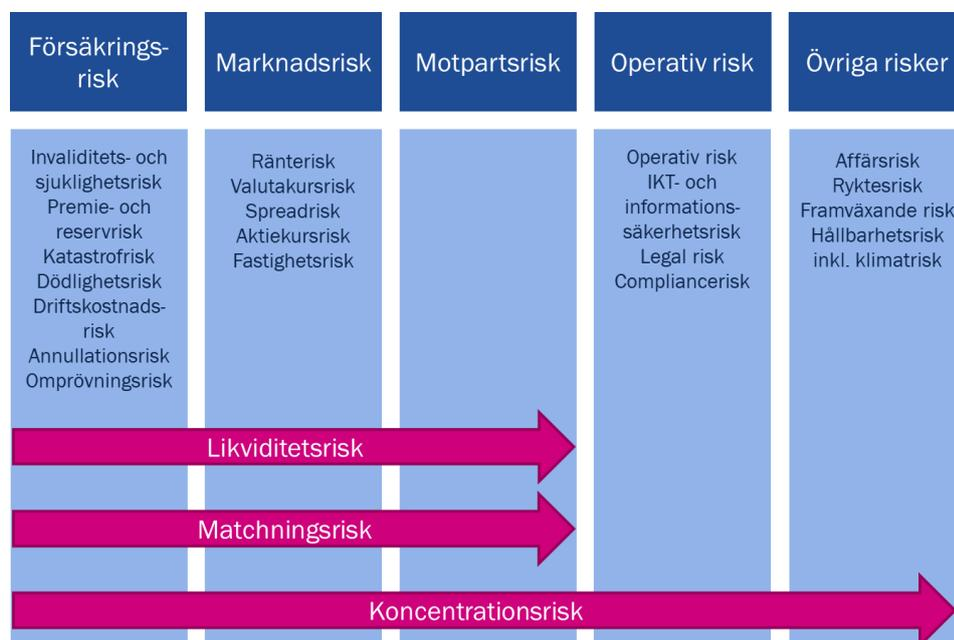 Försäkrings-
risk
Marknadsrisk
Motpartsrisk
Operativ risk
Övriga risker
Invaliditets- och
sjuklighetsrisk
Premie- och
reservrisk
Katastrofrisk
Dödlighetsrisk
Driftskostnads-
risk
Annullationsrisk
Omprövningsrisk
Ränterisk
Valutakursrisk
Spreadrisk
Aktiekursrisk
Fastighetsrisk
Operativ risk
IKT- och
informations-
säkerhetsrisk
Legal risk
Compliancerisk
Affärsrisk
Ryktesrisk
Framväxande risk
Hållbarhetsrisk
inkl. klimatrisk
Likviditetsrisk
Matchningsrisk
Koncentrationsrisk